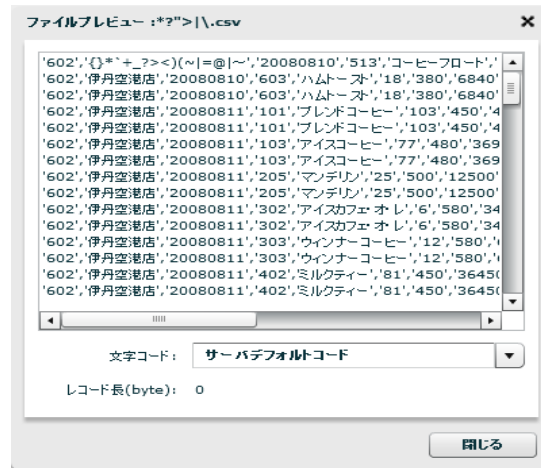 ファイルプレビュー :*?">|\.csv
'602','{}*`+_?><)(~|=@|~','20080810','513','コーヒーフロート','
'602','伊丹空港店','20080810','603','ハムトースト','18','380','6840'
'602','伊丹空港店','20080810','603','ハムトースト','18','380','6840'
'602','伊丹空港店','20080811','101','ブレンドコーヒー','103','450','4
'602','伊丹空港店','20080811','101','ブレンドコーヒー','103','450','4
'602','伊丹空港店','20080811','103','アイスコーヒー','77','480','369
'602','伊丹空港店','20080811','103','アイスコーヒー','77','480','369
'602','伊丹空港店','20080811','205','マンデリン','25','500','12500'
'602','伊丹空港店','20080811','205','マンデリン','25','500','12500'
'602','伊丹空港店','20080811','302','アイスカフェ・オ・レ','6','580','34
'602','伊丹空港店','20080811','302','アイスカフェ・オ・レ','6','580','34
'602','伊丹空港店','20080811','303','ウィンナーコーヒー','12','580','
'602','伊丹空港店','20080811','303','ウィンナーコーヒー','12','580','
'602','伊丹空港店','20080811','402','ミルクティー','81','450','3645
'602','伊丹空港店','20080811','402','ミルクティー','81','450','3645
文字コード: サーバデフォルトコード
レコード長(byte): 0
閉じる